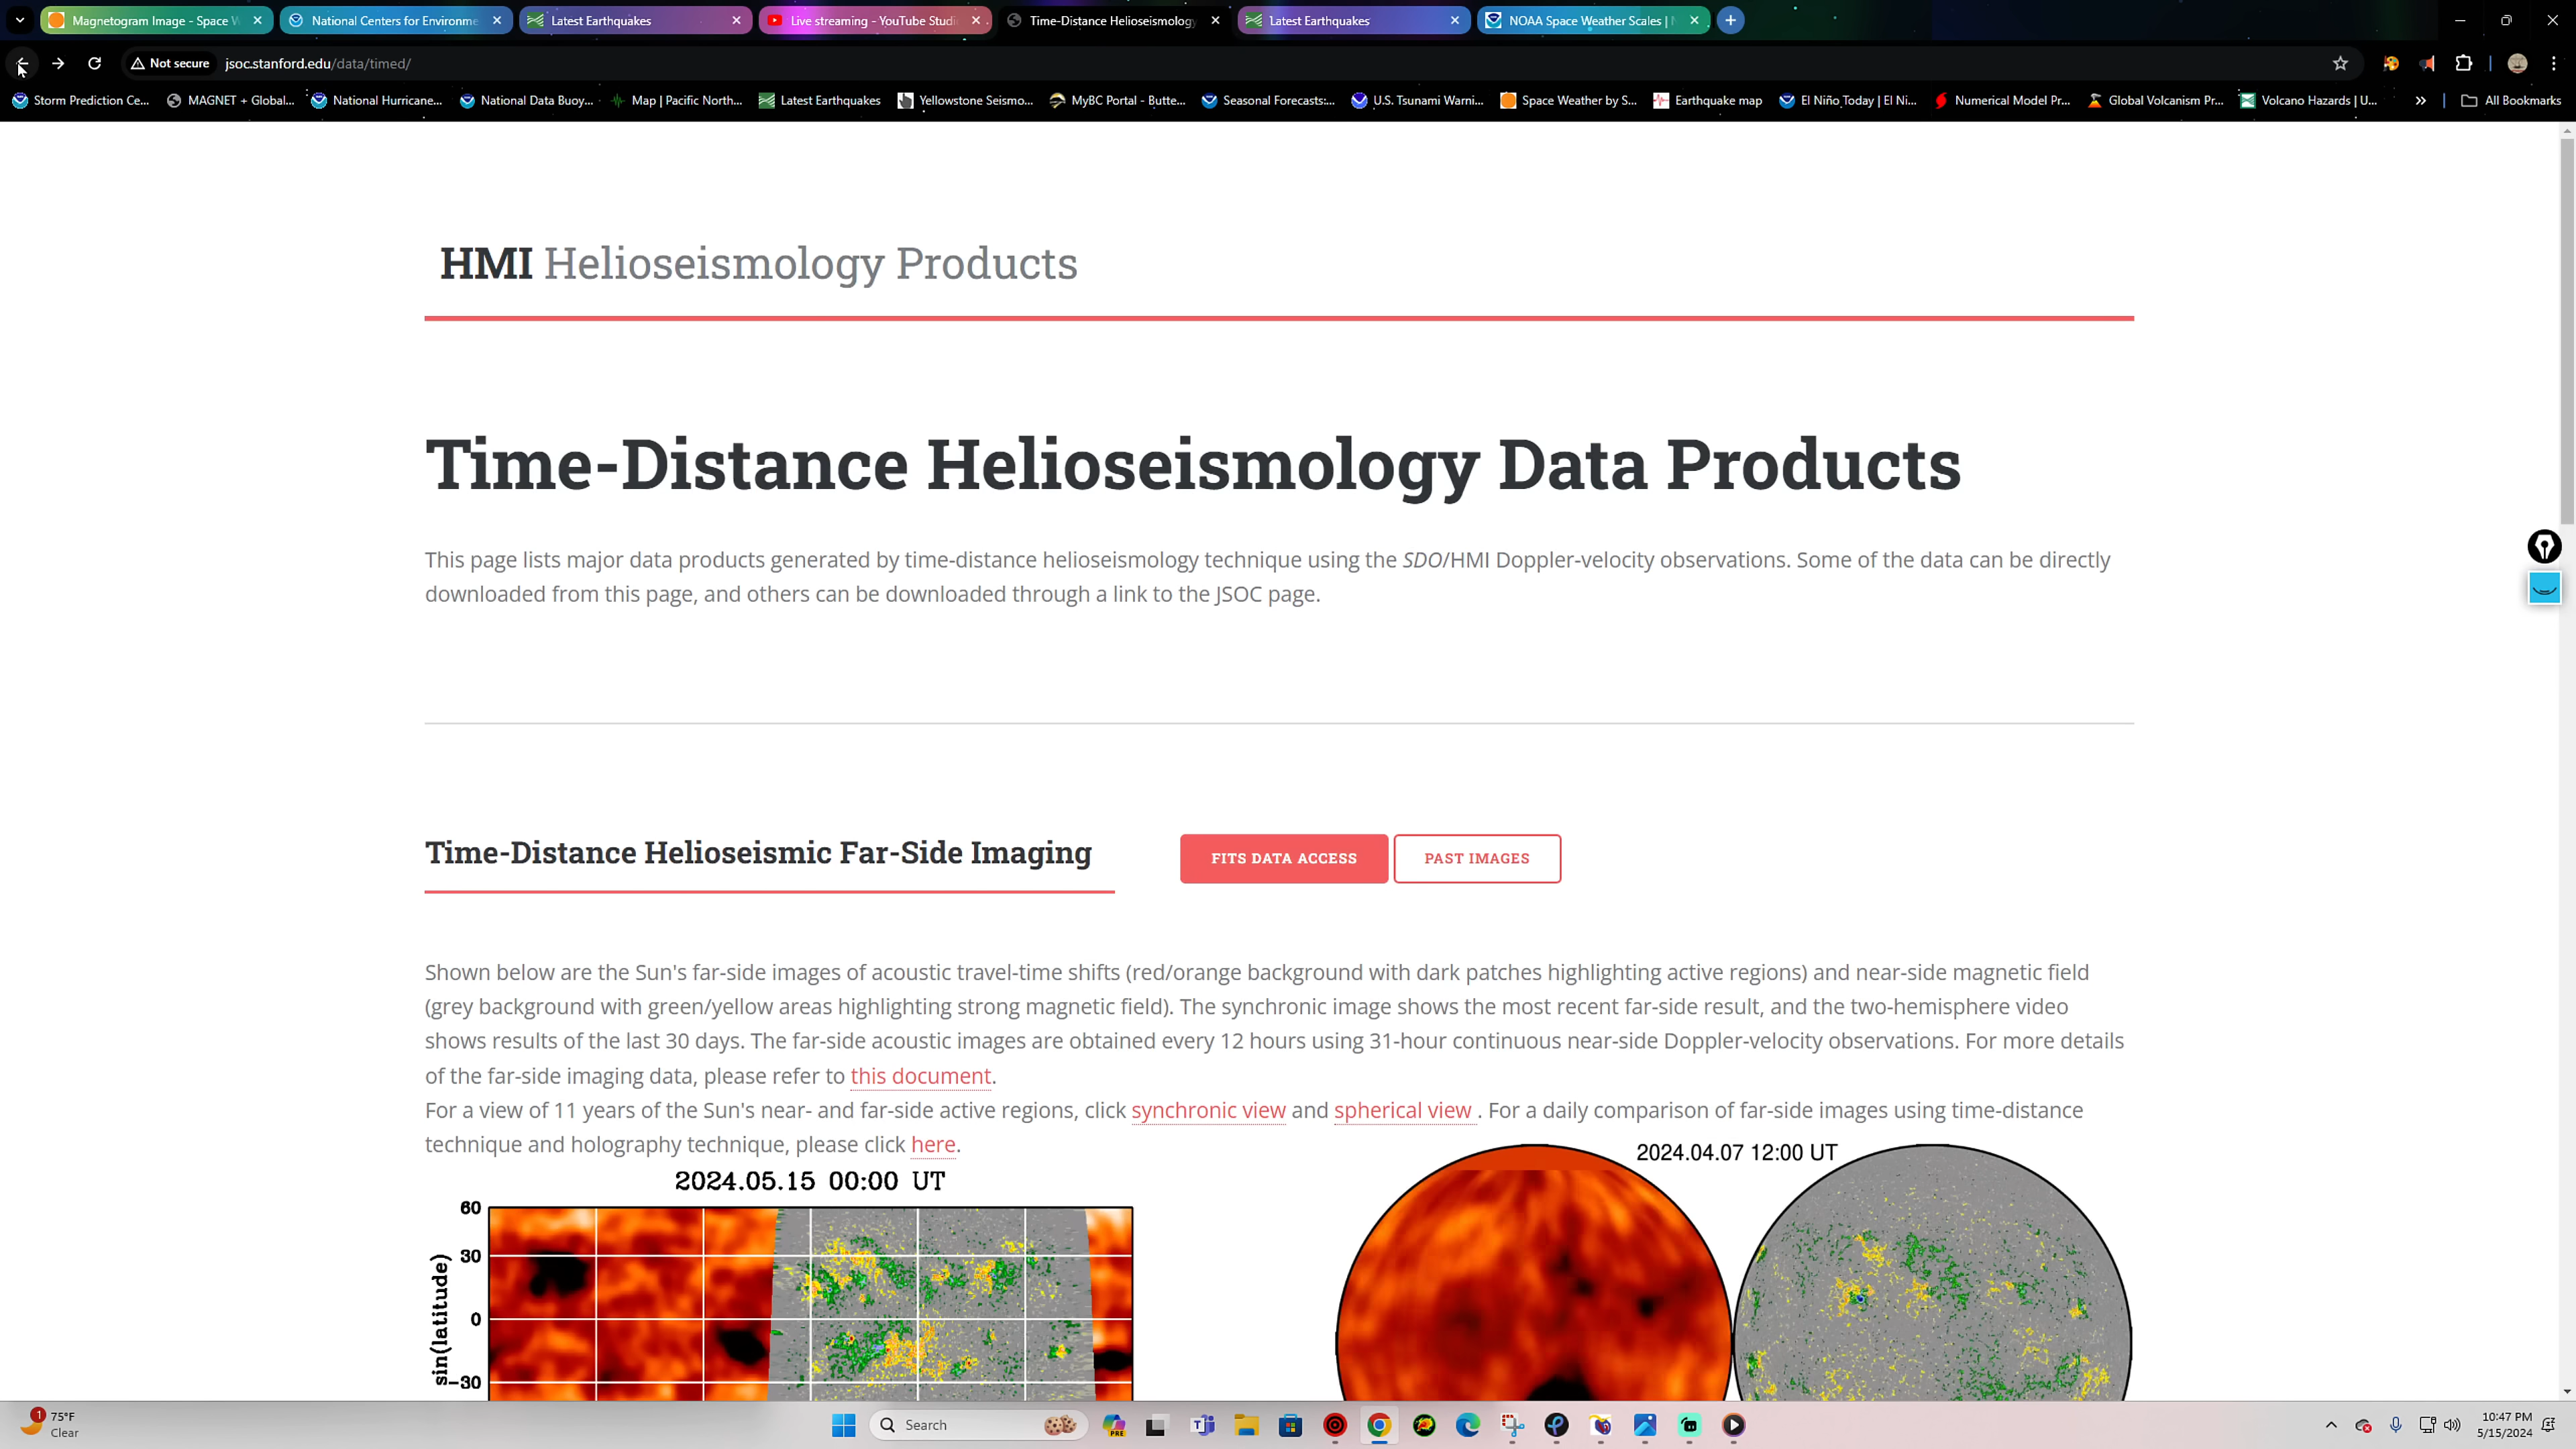 Magnetogram Image - Space W
National Centers for Environme
Latest Earthquakes
Live streaming - YouTube Studi
Time-Distance Helioseismology
Latest Earthquakes
NOAA Space Weather Scales | N
Not secure
jsoc.stanford.edu/data/timed/
Storm Prediction Ce...
MAGNET + Global...
National Hurricane...
National Data Buoy...
Map | Pacific North...
Latest Earthquakes
Yellowstone Seismo...
MyBC Portal - Butte...
Seasonal Forecasts:...
U.S. Tsunami Warni...
Space Weather by S...
Earthquake map
El Niño Today | El Ni...
Numerical Model Pr...
Global Volcanism Pr...
Volcano Hazards | U...
All Bookmarks
HMI Helioseismology Products
Time-Distance Helioseismology Data Products
This page lists major data products generated by time-distance helioseismology technique using the SDO/HMI Doppler-velocity observations. Some of the data can be directly
downloaded from this page, and others can be downloaded through a link to the JSOC page.
Time-Distance Helioseismic Far-Side Imaging
FITS DATA ACCESS
PAST IMAGES
Shown below are the Sun's far-side images of acoustic travel-time shifts (red/orange background with dark patches highlighting active regions) and near-side magnetic field
(grey background with green/yellow areas highlighting strong magnetic field). The synchronic image shows the most recent far-side result, and the two-hemisphere video
shows results of the last 30 days. The far-side acoustic images are obtained every 12 hours using 31-hour continuous near-side Doppler-velocity observations. For more details
of the far-side imaging data, please refer to this document.
For a view of 11 years of the Sun's near- and far-side active regions, click synchronic view and spherical view . For a daily comparison of far-side images using time-distance
technique and holography technique, please click here.
2024.05.15 00:00 UT
60
30
0
-30
sin(latitude)
2024.04.07 12:00 UT
1
75°F
Clear
Search
PRE
10:47 PM
5/15/2024